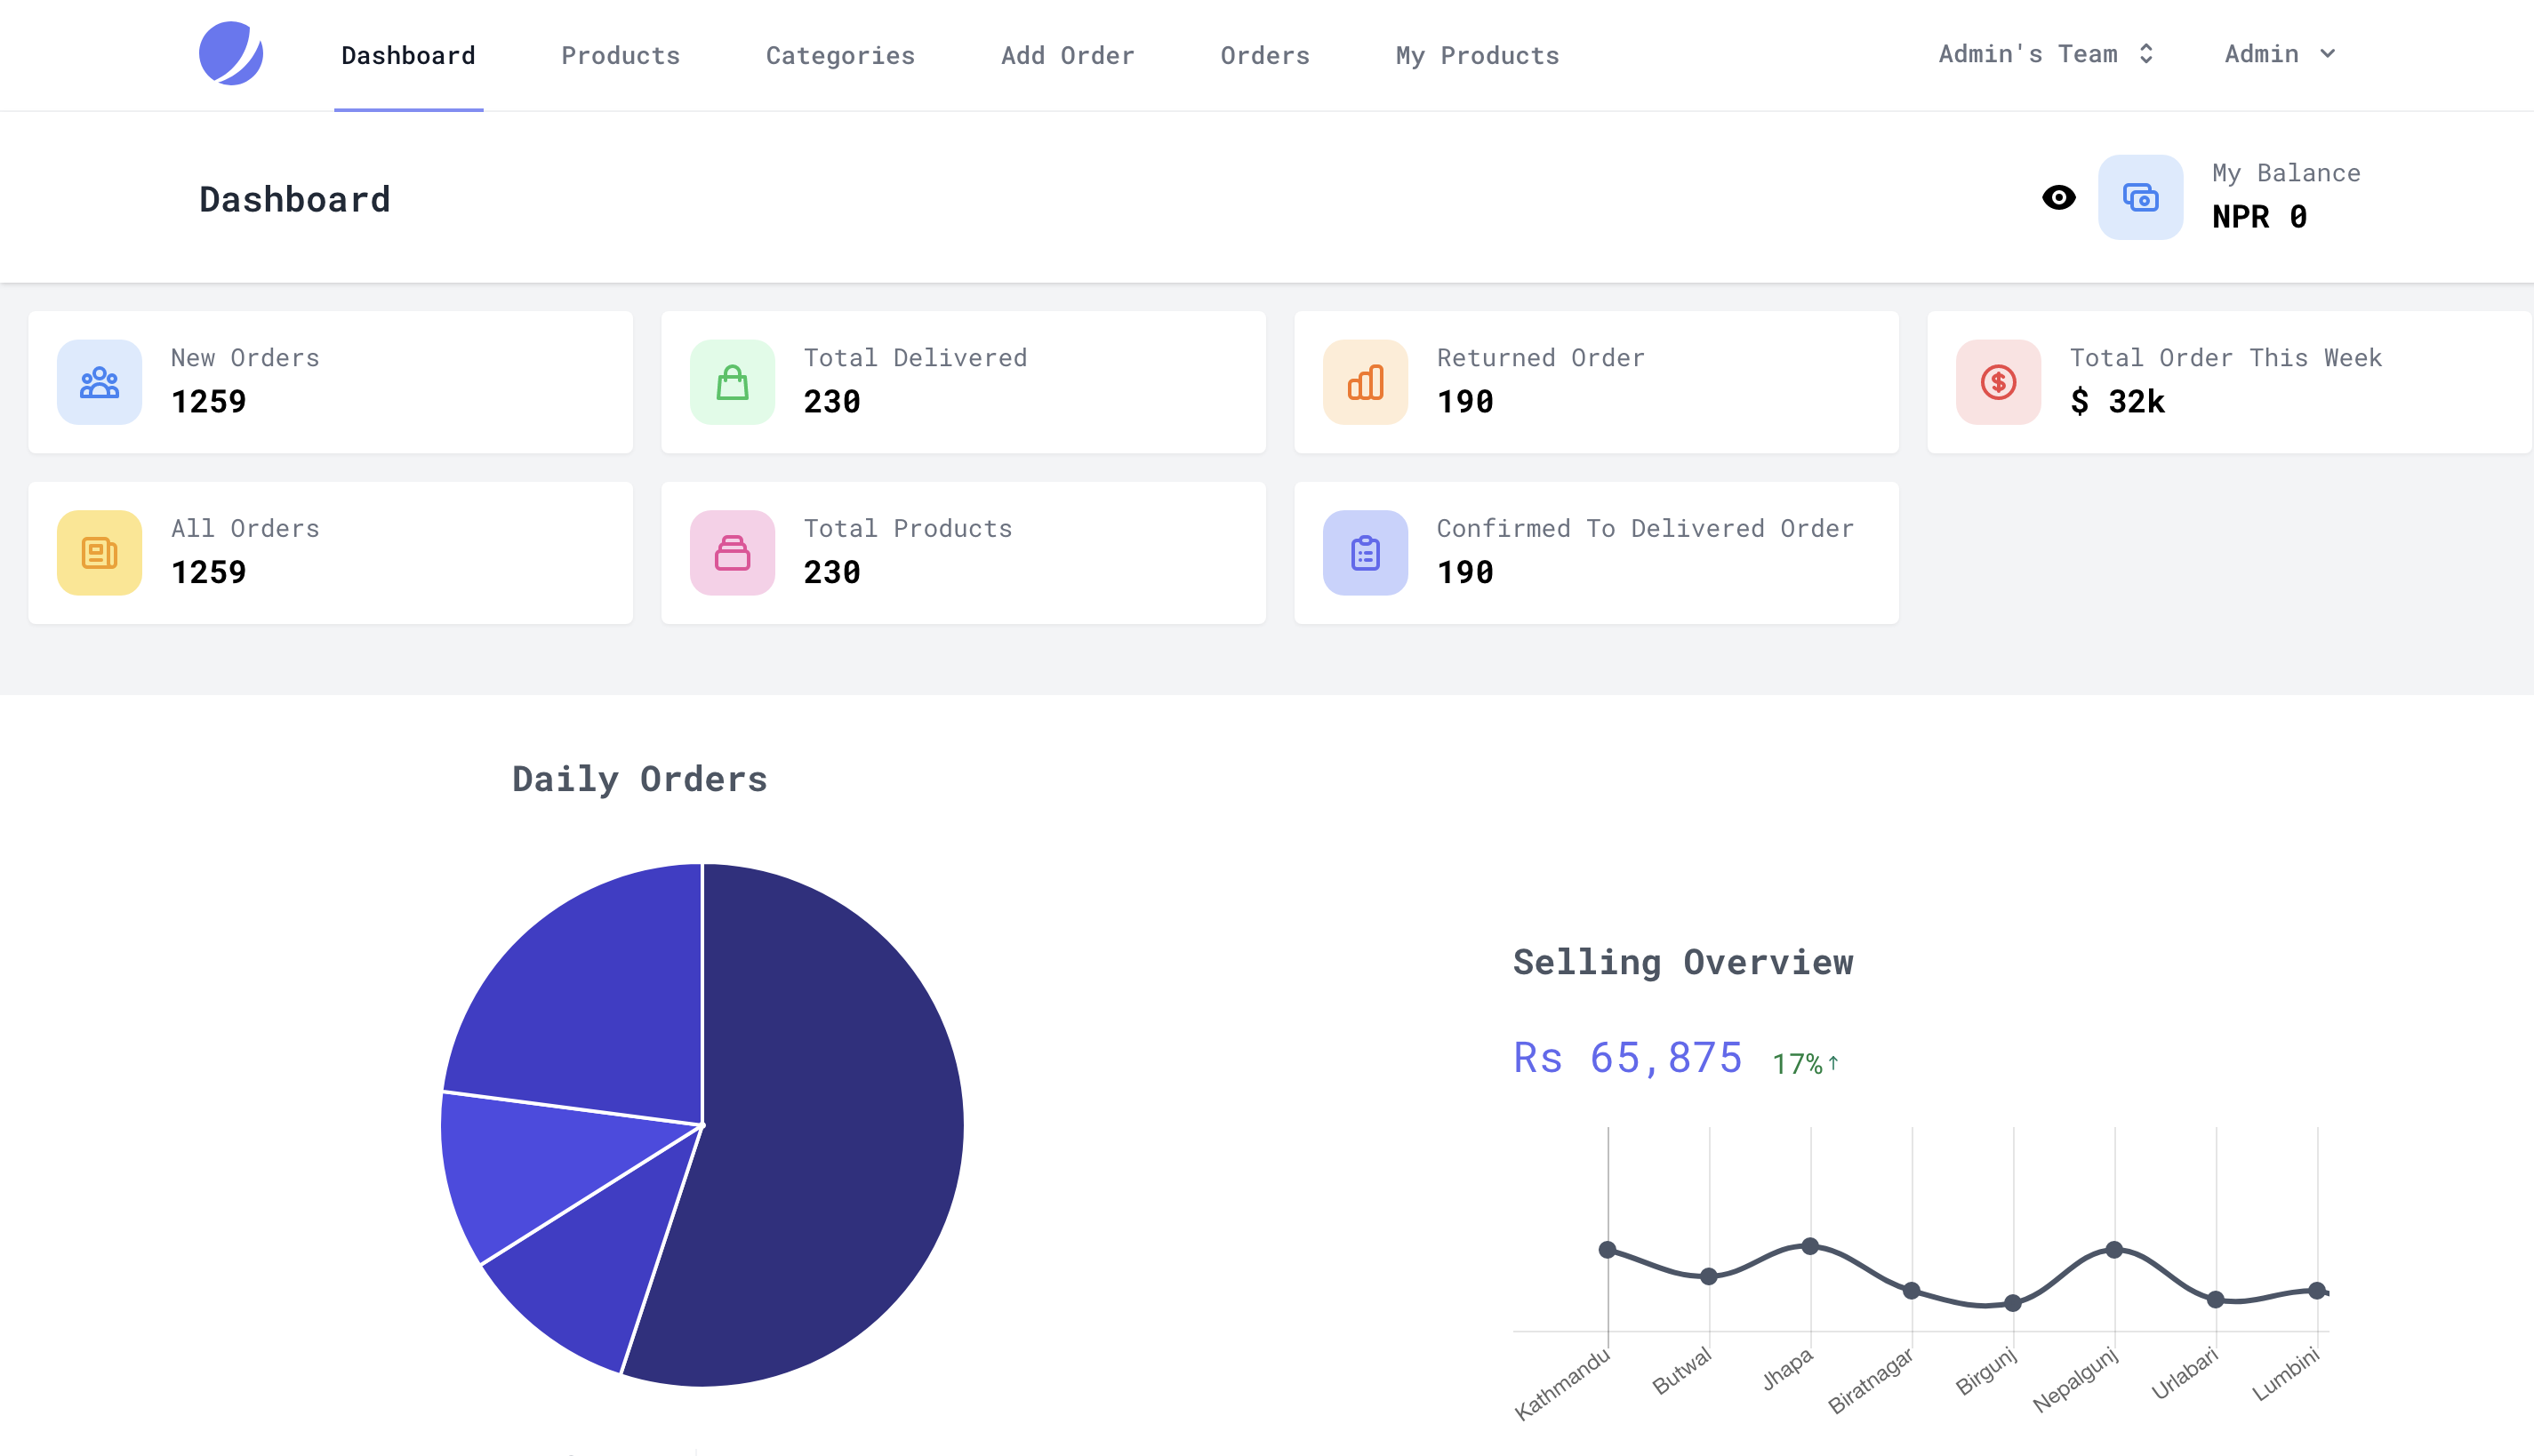 Dashboard
Products
Categories
Add Order
Orders
My Products
Admin's Team
Admin
Dashboard
My Balance
NPR 0
New Orders
1259
Total Delivered
230
Returned Order
190
Total Order This Week
$ 32k
All Orders
1259
Total Products
230
Confirmed To Delivered Order
190
Daily Orders
Selling Overview
Rs 65,875 17%↑
Kathmandu
Butwal
Jhapa
Biratnagar
Birgunj
Nepalgunj
Urlabari
Lumbini